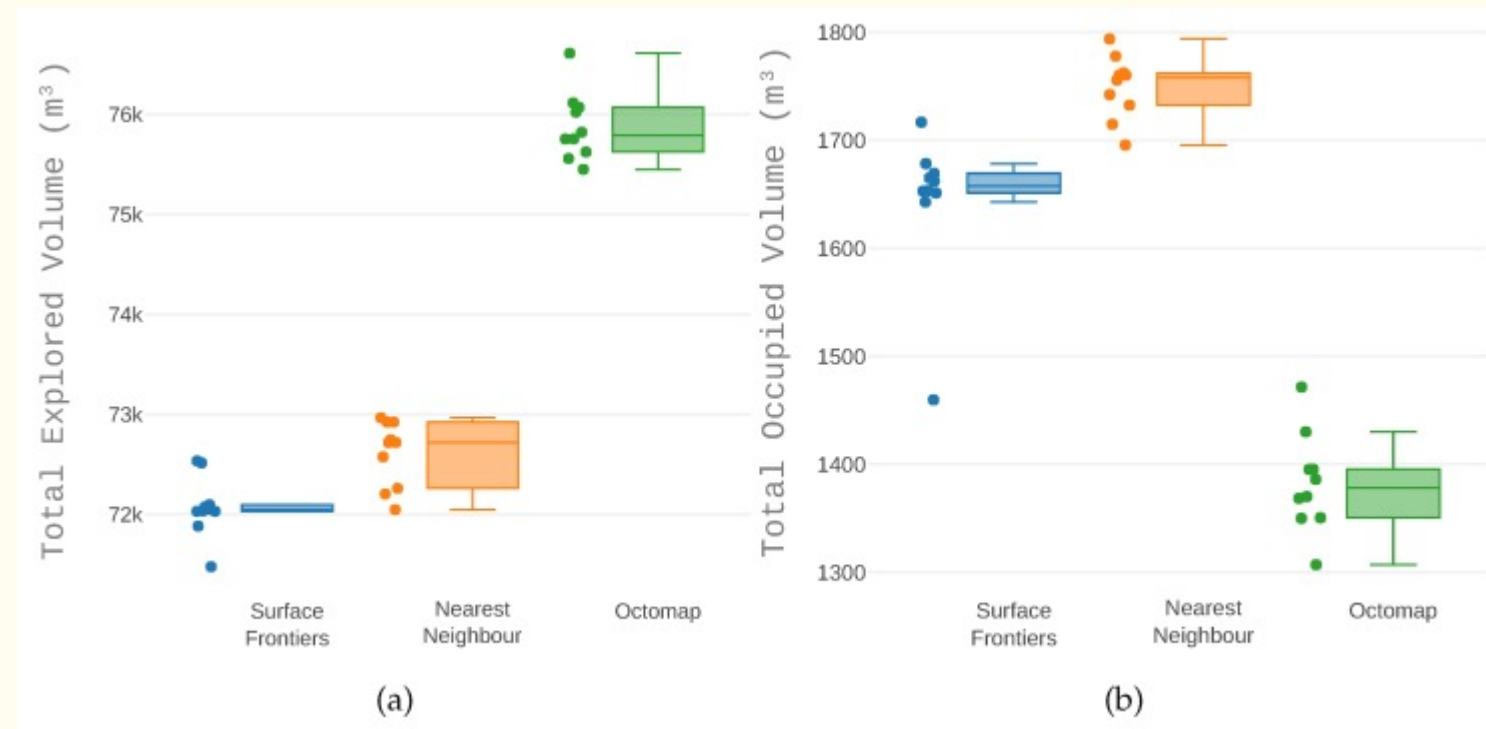 Total Explored Volume (m³)
76k
75k
74k
73k
72k
Surface
Frontiers
Nearest
Neighbour
Octomap
(a)
Total Occupied Volume (m³)
1800
1700
1600
1500
1400
1300
Surface
Frontiers
Nearest
Neighbour
Octomap
(b)